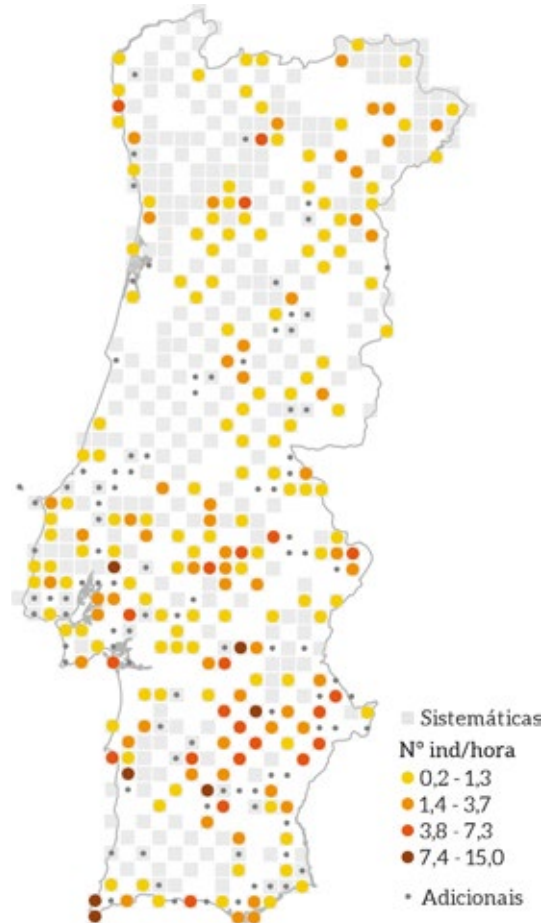 Sistemáticas
Nº ind/hora
0,2 - 1,3
1,4 - 3,7
3,8 - 7,3
7,4 - 15,0
Adicionais